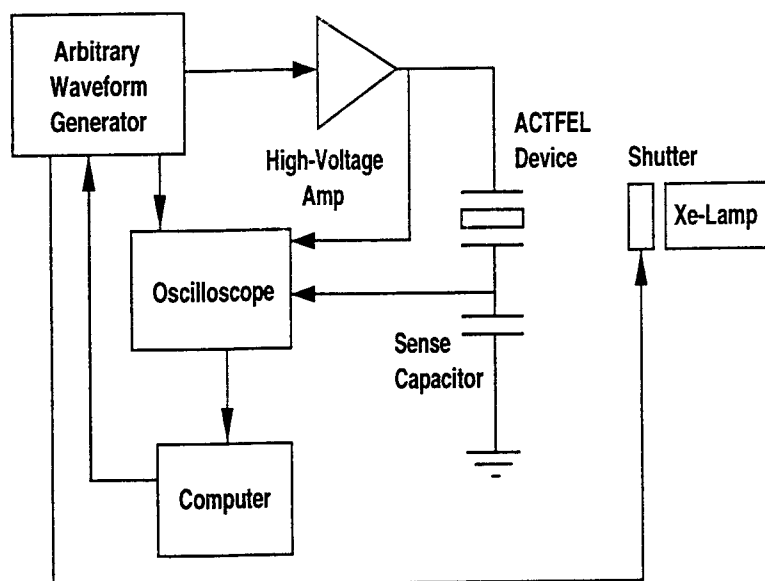 Arbitrary
Waveform
Generator
High-Voltage
Amp
ACTFEL
Device
Shutter
Xe-Lamp
Oscilloscope
Sense
Capacitor
Computer